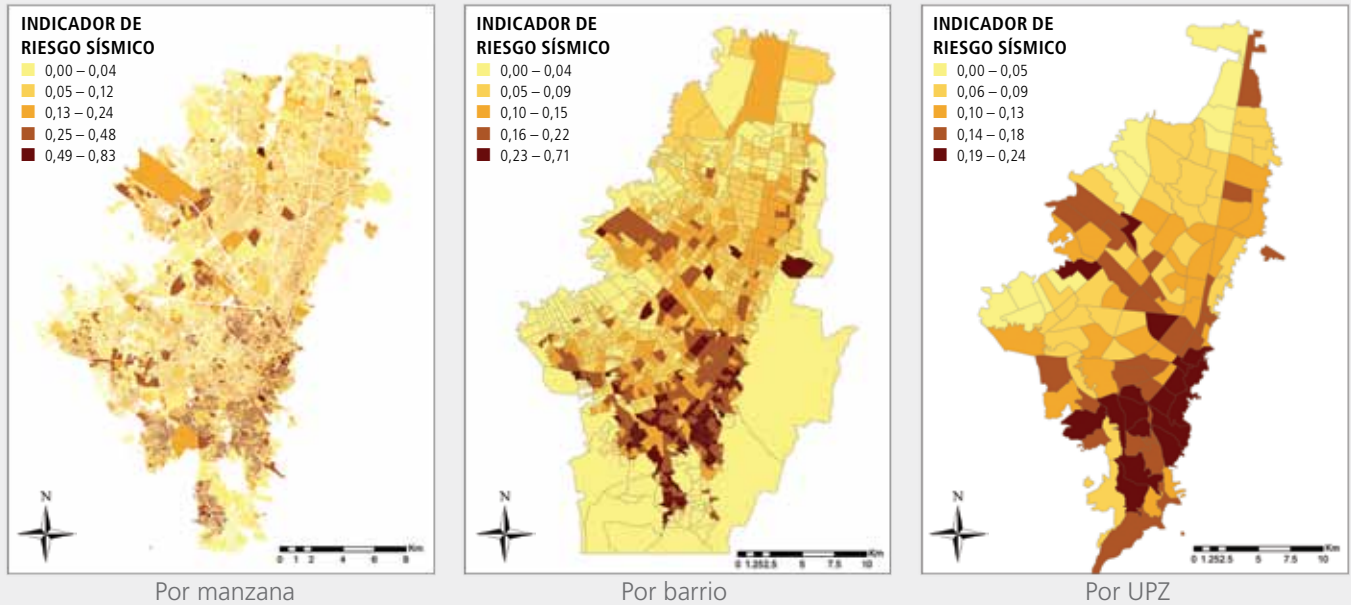 INDICADOR DE
RIESGO SÍSMICO
0,00 – 0,04
0,05 – 0,12
0,13 – 0,24
0,25 – 0,48
0,49 – 0,83
N
Km
0 1 2 4 6 8
Por manzana
INDICADOR DE
RIESGO SÍSMICO
0,00 – 0,04
0,05 – 0,09
0,10 – 0,15
0,16 – 0,22
0,23 – 0,71
N
Km
0 1.252.5 5 7.5 10
Por barrio
INDICADOR DE
RIESGO SÍSMICO
0,00 – 0,05
0,06 – 0,09
0,10 – 0,13
0,14 – 0,18
0,19 – 0,24
N
Km
0 1.252.5 5 7.5 10
Por UPZ